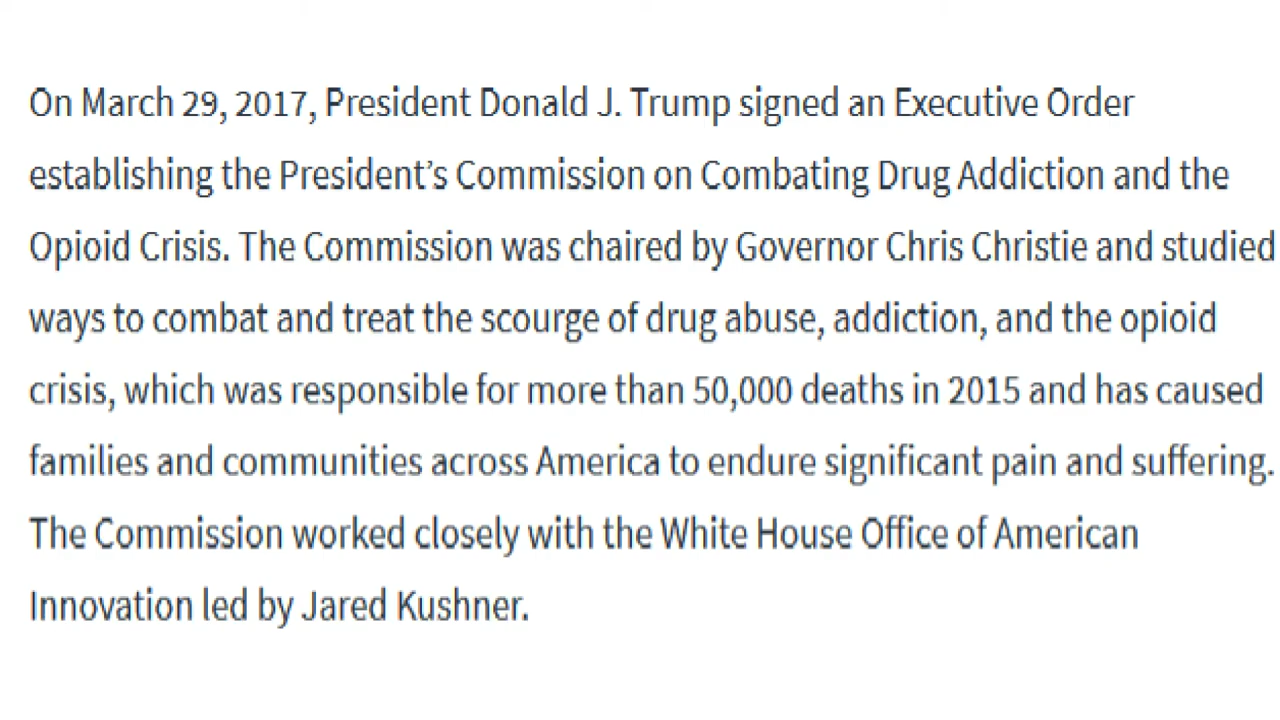 On March 29, 2017, President Donald J. Trump signed an Executive Order
establishing the President’s Commission on Combating Drug Addiction and the
Opioid Crisis. The Commission was chaired by Governor Chris Christie and studied
ways to combat and treat the scourge of drug abuse, addiction, and the opioid
crisis, which was responsible for more than 50,000 deaths in 2015 and has caused
families and communities across America to endure significant pain and suffering.
The Commission worked closely with the White House Office of American
Innovation led by Jared Kushner.